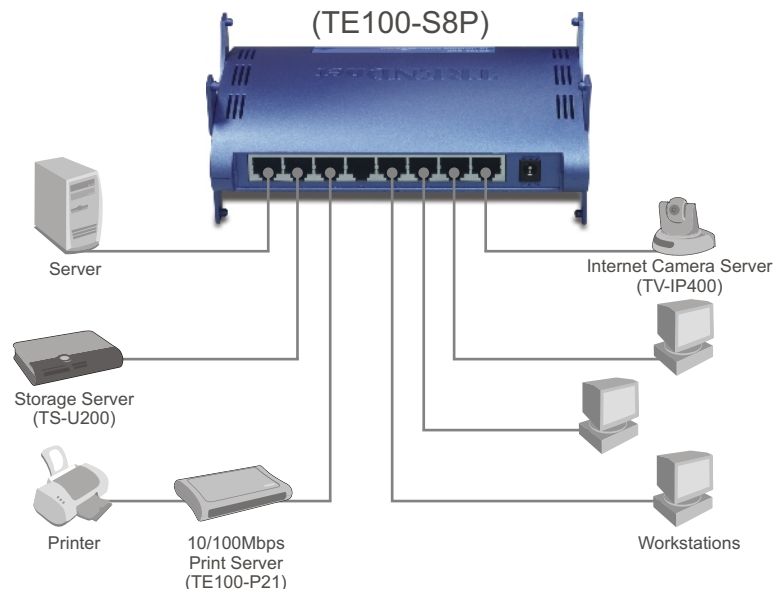 (TE100-S8P)
TRENDnet
Server
Internet Camera Server
(TV-IP400)
Storage Server
(TS-U200)
Printer
10/100Mbps
Print Server
(TE100-P21)
Workstations